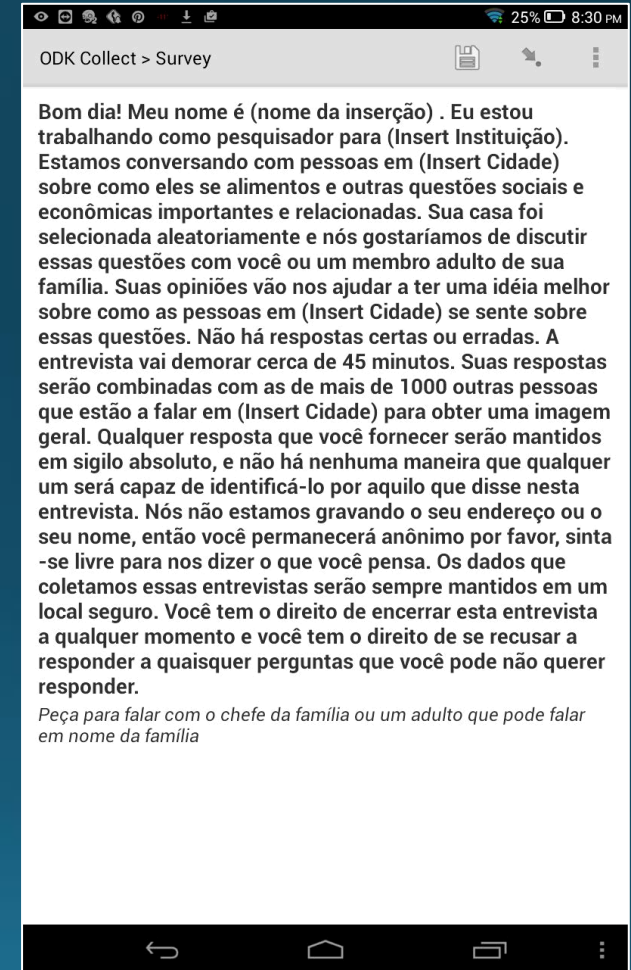 25% 8:30 PM
ODK Collect > Survey
Bom dia! Meu nome é (nome da inserção) . Eu estou
trabalhando como pesquisador para (Insert Instituição).
Estamos conversando com pessoas em (Insert Cidade)
sobre como eles se alimentos e outras questões sociais e
econômicas importantes e relacionadas. Sua casa foi
selecionada aleatoriamente e nós gostaríamos de discutir
essas questões com você ou um membro adulto de sua
família. Suas opiniões vão nos ajudar a ter uma idéia melhor
sobre como as pessoas em (Insert Cidade) se sente sobre
essas questões. Não há respostas certas ou erradas. A
entrevista vai demorar cerca de 45 minutos. Suas respostas
serão combinadas com as de mais de 1000 outras pessoas
que estão a falar em (Insert Cidade) para obter uma imagem
geral. Qualquer resposta que você fornecer serão mantidos
em sigilo absoluto, e não há nenhuma maneira que qualquer
um será capaz de identificá-lo por aquilo que disse nesta
entrevista. Nós não estamos gravando o seu endereço ou o
seu nome, então você permanecerá anônimo por favor, sinta
-se livre para nos dizer o que você pensa. Os dados que
coletamos essas entrevistas serão sempre mantidos em um
local seguro. Você tem o direito de encerrar esta entrevista
a qualquer momento e você tem o direito de se recusar a
responder a quaisquer perguntas que você pode não querer
responder.
Peça para falar com o chefe da família ou um adulto que pode falar
em nome da família